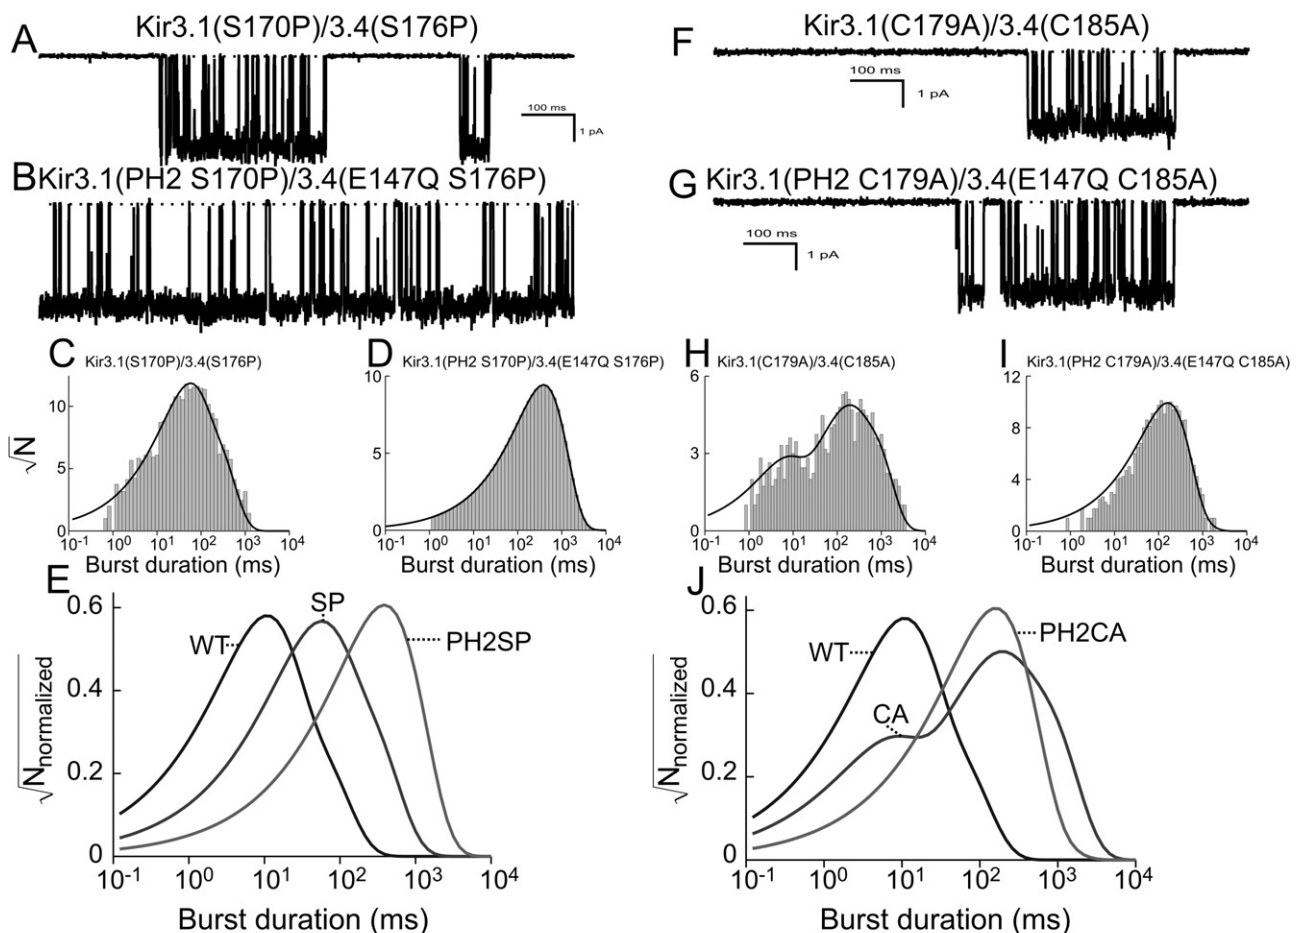 A
Kir3.1(S170P)/3.4(S176P)
100 ms
1 pA
B
Kir3.1(PH2 S170P)/3.4(E147Q S176P)
C
Kir3.1(S170P)/3.4(S176P)
√N
10
5
0
10-1 100 101 102 103 104
Burst duration (ms)
D
Kir3.1(PH2 S170P)/3.4(E147Q S176P)
10
5
0
10-1 100 101 102 103 104
Burst duration (ms)
E
WT
SP
PH2SP
√Nnormalized
0.6
0.4
0.2
0
10-1 100 101 102 103 104
Burst duration (ms)
F
Kir3.1(C179A)/3.4(C185A)
100 ms
1 pA
G
Kir3.1(PH2 C179A)/3.4(E147Q C185A)
100 ms
1 pA
H
Kir3.1(C179A)/3.4(C185A)
6
3
0
10-1 100 101 102 103 104
Burst duration (ms)
I
Kir3.1(PH2 C179A)/3.4(E147Q C185A)
12
8
4
0
10-1 100 101 102 103 104
Burst duration (ms)
J
WT
CA
PH2CA
√Nnormalized
0.6
0.4
0.2
0
10-1 100 101 102 103 104
Burst duration (ms)